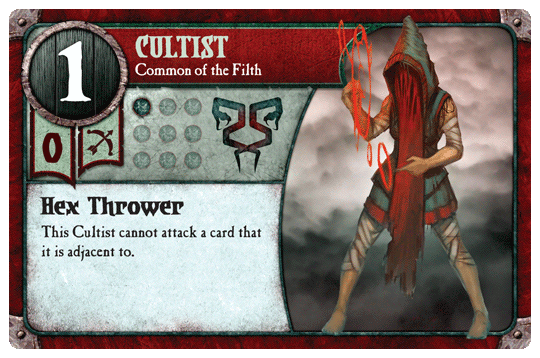 1
CULTIST
Common of the Filth
0
Hex Thrower
This Cultist cannot attack a card that
it is adjacent to.